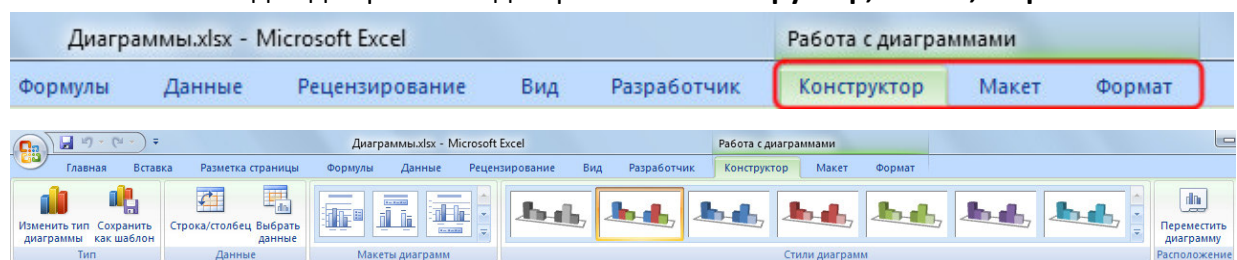 Диаграммы.xlsx - Microsoft Excel Работа с диаграммами
Формулы Данные Рецензирование Вид Разработчик Конструктор Макет Формат
Диаграммы.xlsx - Microsoft Excel Работа с диаграммами
Главная Вставка Разметка страницы Формулы Данные Рецензирование Вид Разработчик Конструктор Макет Формат
Изменить тип диаграммы Сохранить как шаблон Строка/столбец Выбрать данные Переместить диаграмму
Тип Данные Макеты диаграмм Стили диаграмм Расположение